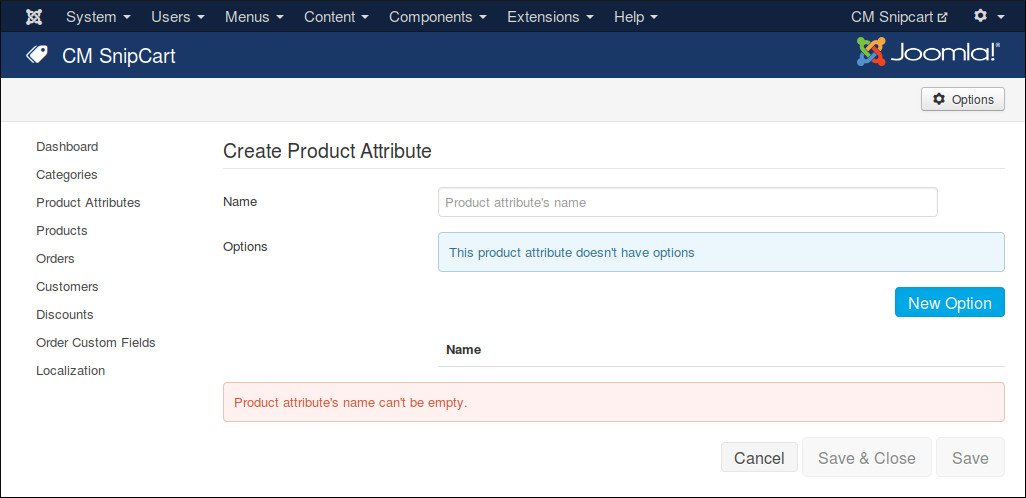 System Users Menus Content Components Extensions Help CM Snipcart
CM SnipCart Joomla!®
Options
Dashboard
Categories
Product Attributes
Products
Orders
Customers
Discounts
Order Custom Fields
Localization
Create Product Attribute
Name Product attribute's name
Options This product attribute doesn't have options
New Option
Name
Product attribute's name can't be empty.
Cancel Save & Close Save